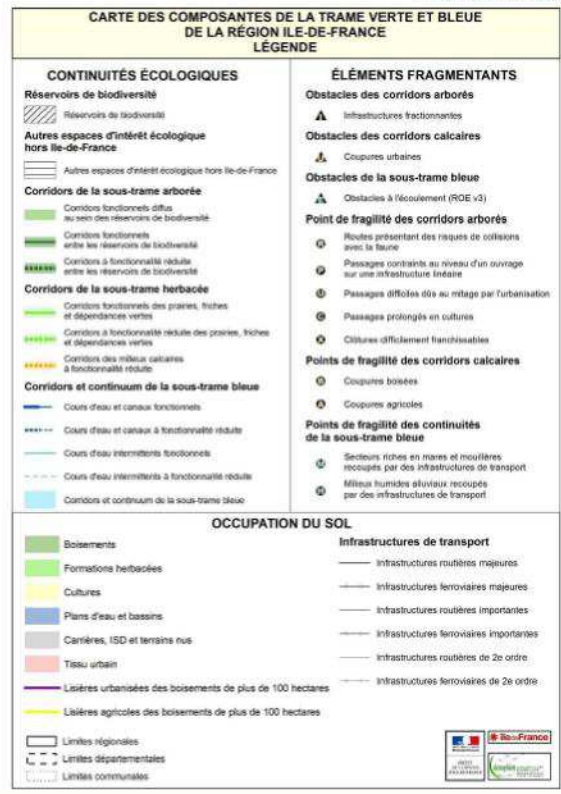 CARTE DES COMPOSANTES DE LA TRAME VERTE ET BLEUE
DE LA RÉGION ILE-DE-FRANCE
LÉGENDE
CONTINUITÉS ÉCOLOGIQUES
Réservoirs de biodiversité
Réservoirs de biodiversité
Autres espaces d'intérêt écologique
hors Ile-de-France
Autres espaces d'intérêt écologique hors Ile-de-France
Corridors de la sous-trame arborée
Corridors fonctionnels diffus
au sein des réservoirs de biodiversité
Corridors fonctionnels
entre les réservoirs de biodiversité
Corridors à fonctionnalité réduite
entre les réservoirs de biodiversité
Corridors de la sous-trame herbacée
Corridors fonctionnels des prairies, friches
et dépendances vertes
Corridors à fonctionnalité réduite des prairies, friches
et dépendances vertes
Corridors des milieux calcaires
à fonctionnalité réduite
Corridors et continuum de la sous-trame bleue
Cours d'eau et canaux fonctionnels
Cours d'eau et canaux à fonctionnalité réduite
Cours d'eau intermittents fonctionnels
Cours d'eau intermittents à fonctionnalité réduite
Corridors et continuum de la sous-trame bleue
ÉLÉMENTS FRAGMENTANTS
Obstacles des corridors arborés
Infrastructures fractionnantes
Obstacles des corridors calcaires
Coupures urbaines
Obstacles de la sous-trame bleue
Obstacles à l'écoulement (ROE v3)
Point de fragilité des corridors arborés
Routes présentant des risques de collisions
avec la faune
Passages contraints au niveau d'un ouvrage
sur une infrastructure linéaire
Passages difficiles dûs au mitage par l'urbanisation
Passages prolongés en cultures
Clôtures difficilement franchissables
Points de fragilité des corridors calcaires
Coupures boisées
Coupures agricoles
Points de fragilité des continuités
de la sous-trame bleue
Secteurs riches en mares et mouillères
recoupés par des infrastructures de transport
Milieux humides alluviaux recoupés
par des infrastructures de transport
OCCUPATION DU SOL
Boisements
Formations herbacées
Cultures
Plans d'eau et bassins
Carrières, ISD et terrains nus
Tissu urbain
Lisières urbanisées des boisements de plus de 100 hectares
Lisières agricoles des boisements de plus de 100 hectares
Limites régionales
Limites départementales
Limites communales
Infrastructures de transport
Infrastructures routières majeures
Infrastructures ferroviaires majeures
Infrastructures routières importantes
Infrastructures ferroviaires importantes
Infrastructures routières de 2e ordre
Infrastructures ferroviaires de 2e ordre
île de France